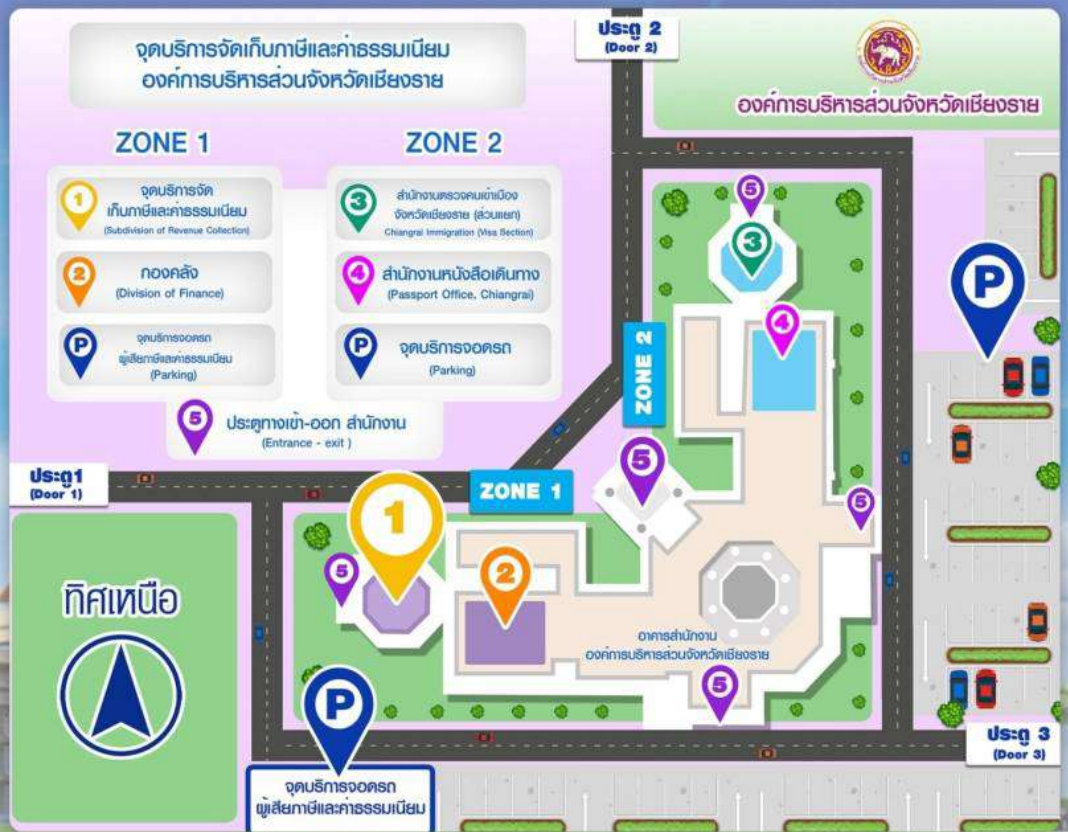 จุดบริการจัดเก็บภาษีและค่าธรรมเนียม
องค์การบริหารส่วนจังหวัดเชียงราย
ประตู 2
(Door 2)
องค์การบริหารส่วนจังหวัดเชียงราย
ZONE 1
1
จุดบริการจัด
เก็บภาษีและค่าธรรมเนียม
(Subdivision of Revenue Collection)
2
กองคลัง
(Division of Finance)
P
จุดบริการจอดรถ
ผู้เสียภาษีและค่าธรรมเนียม
(Parking)
ZONE 2
3
สำนักงานตรวจคนเข้าเมือง
จังหวัดเชียงราย (ส่วนแยก)
Chiangrai Immigration (Visa Section)
4
สำนักงานหนังสือเดินทาง
(Passport Office. Chiangrai)
P
จุดบริการจอดรถ
(Parking)
5
ประตูทางเข้า-ออก สำนักงาน
(Entrance - exit )
5
3
4
P
ZONE 2
ประตู1
(Door 1)
ZONE 1
5
5
1
2
5
ทิศเหนือ
อาคารสำนักงาน
องค์การบริหารส่วนจังหวัดเชียงราย
5
P
ประตู 3
(Door 3)
จุดบริการจอดรถ
ผู้เสียภาษีและค่าธรรมเนียม